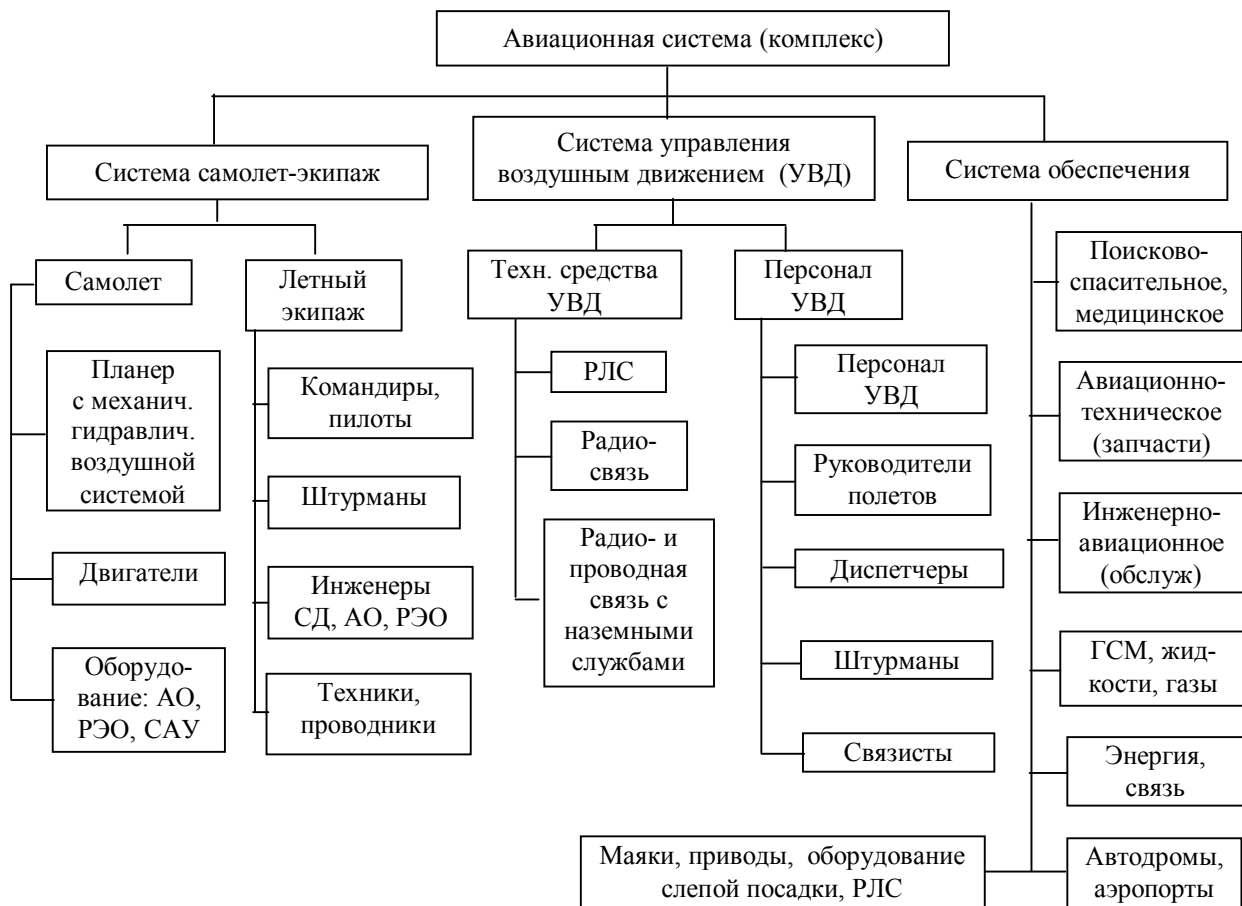 Авиационная система (комплекс)
Система самолет-экипаж
Система управления
воздушным движением (УВД)
Система обеспечения
Самолет
Летный
экипаж
Техн. средства
УВД
Персонал
УВД
Планер
с механич.
гидравлич.
воздушной
системой
Двигатели
Оборудо-
вание: АО,
РЭО, САУ
Командиры,
пилоты
Штурманы
Инженеры
СД, АО, РЭО
Техники,
проводники
РЛС
Радио-
связь
Радио- и
проводная
связь с
наземными
службами
Персонал
УВД
Руководители
полетов
Диспетчеры
Штурманы
Связисты
Поисково-
спасительное,
медицинское
Авиационно-
техническое
(запчасти)
Инженерно-
авиационное
(обслуж)
ГСМ, жид-
кости, газы
Энергия,
связь
Маяки, приводы, оборудование
слепой посадки, РЛС
Автодромы,
аэропорты